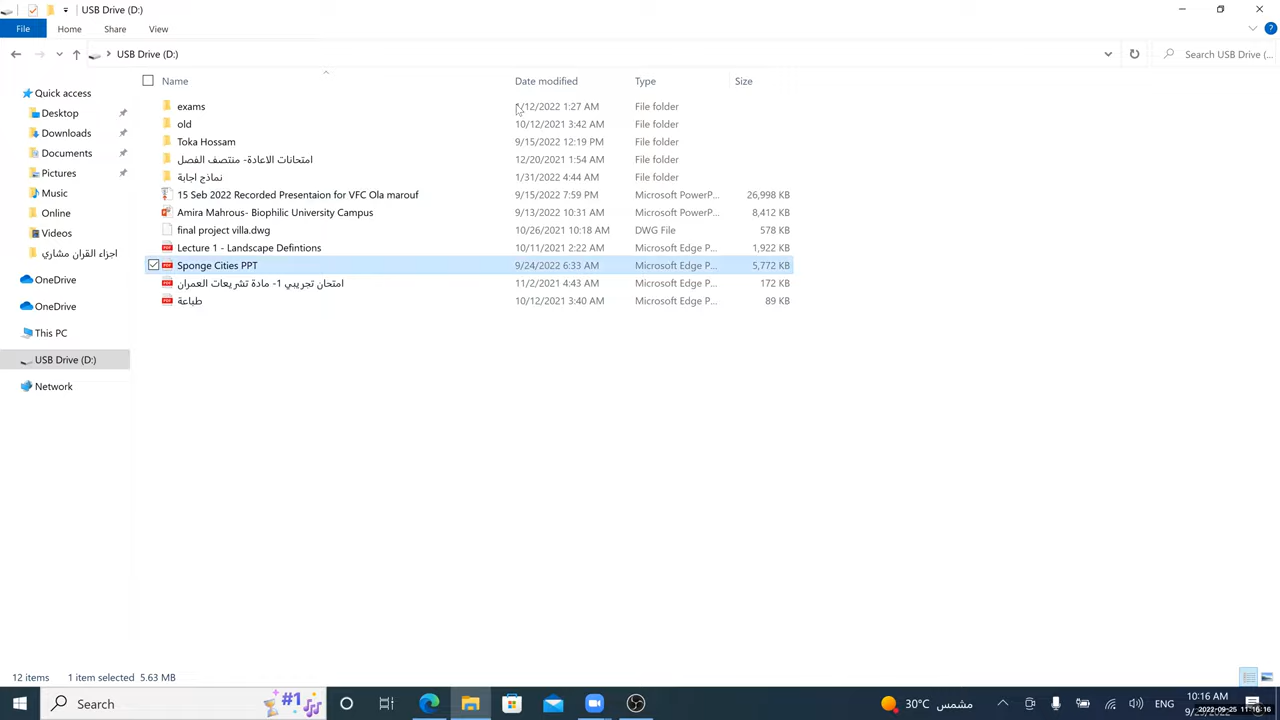 USB Drive (D:)
File Home Share View
USB Drive (D:) Search USB Drive (...
Name Date modified Type Size
Quick access
Desktop
Downloads
Documents
Pictures
Music
Online
Videos
اجزاء القران مشاري
OneDrive
OneDrive
This PC
USB Drive (D:)
Network
exams /12/2022 1:27 AM File folder
old 10/12/2021 3:42 AM File folder
Toka Hossam 9/15/2022 12:19 PM File folder
امتحانات الاعادة- منتصف الفصل 12/20/2021 1:54 AM File folder
نماذج اجابة 1/31/2022 4:44 AM File folder
15 Seb 2022 Recorded Presentaion for VFC Ola marouf 9/15/2022 7:59 PM Microsoft PowerP... 26,998 KB
Amira Mahrous- Biophilic University Campus 9/13/2022 10:31 AM Microsoft PowerP... 8,412 KB
final project villa.dwg 10/26/2021 10:18 AM DWG File 578 KB
Lecture 1 - Landscape Defintions 10/11/2021 2:22 AM Microsoft Edge P... 1,922 KB
Sponge Cities PPT 9/24/2022 6:33 AM Microsoft Edge P... 5,772 KB
امتحان تجريبي 1- مادة تشريعات العمران 11/2/2021 4:43 AM Microsoft Edge P... 172 KB
طباعة 10/12/2021 3:40 AM Microsoft Edge P... 89 KB
12 items 1 item selected 5.63 MB
Search #1 30°C مشمس ENG 10:16 AM
2022-09-25 11:16:16